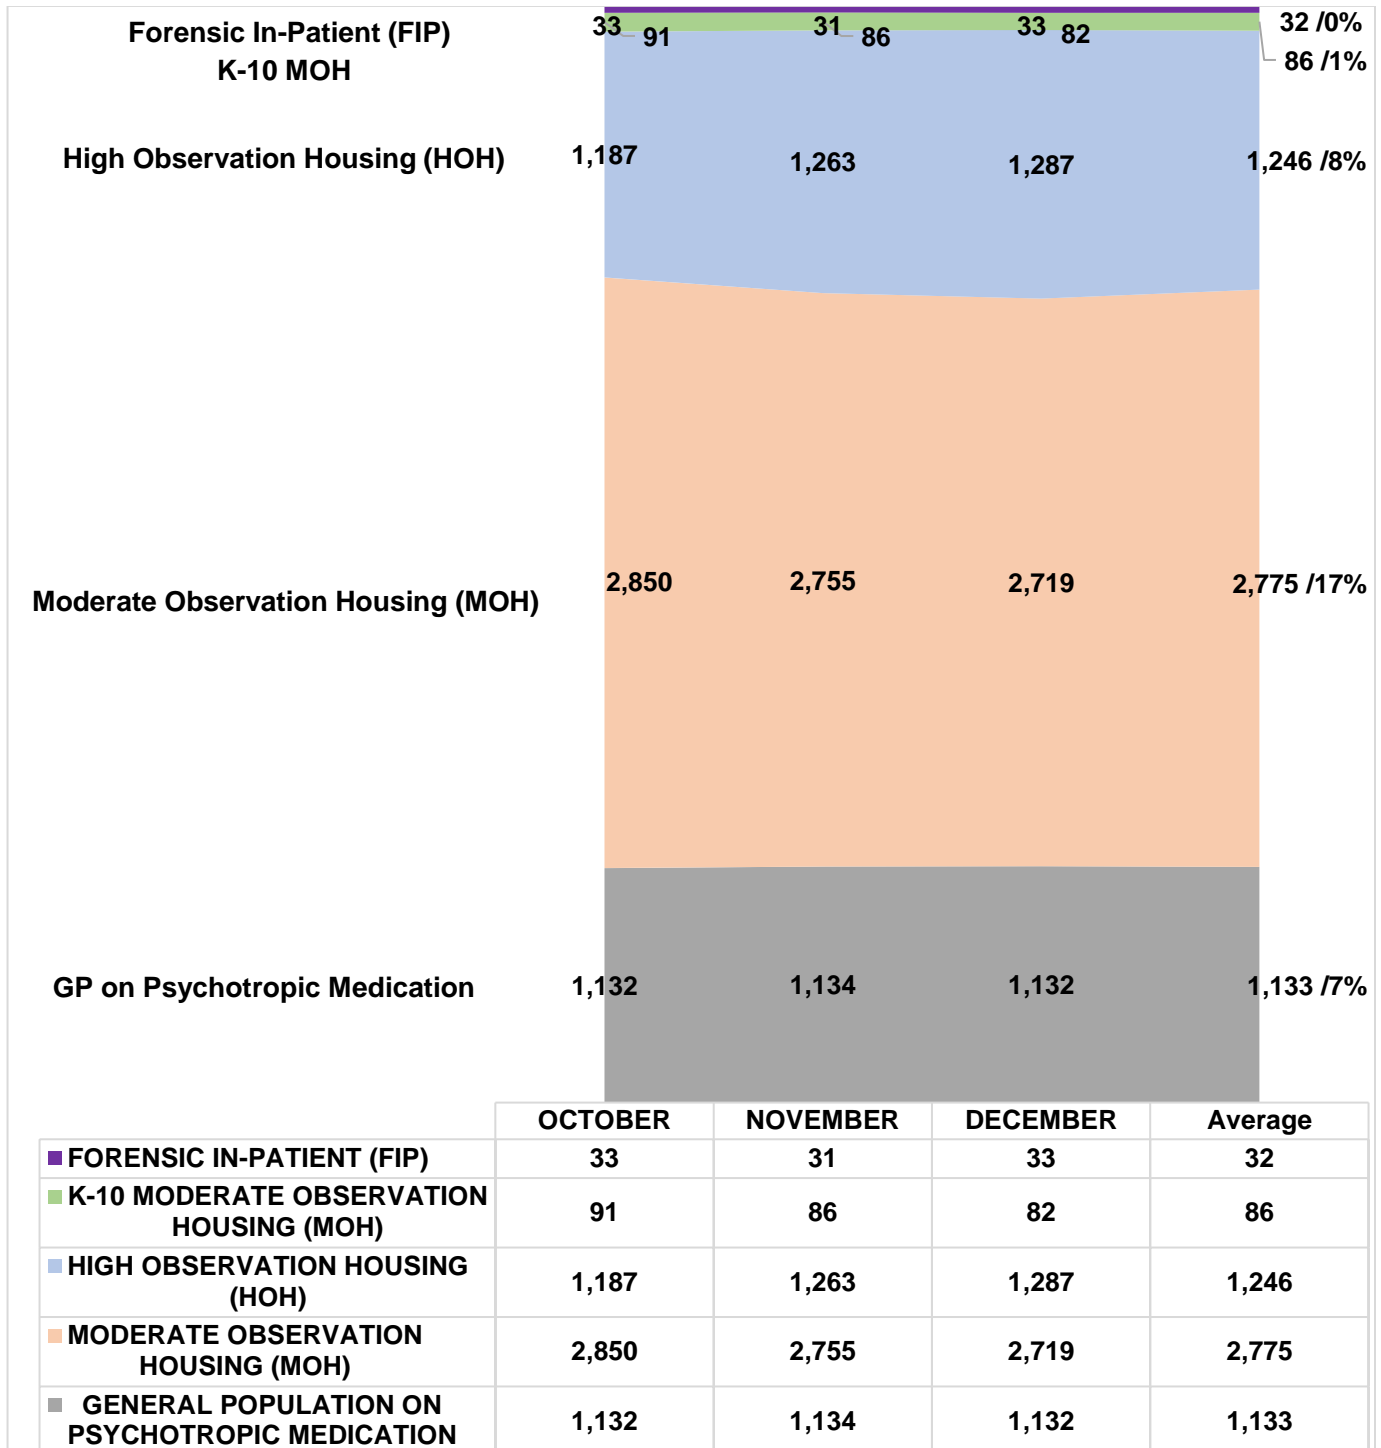 Forensic In-Patient (FIP)
K-10 MOH
33 91 31 86 33 82 32 /0%
86 /1%
High Observation Housing (HOH) 1,187 1,263 1,287 1,246 /8%
Moderate Observation Housing (MOH) 2,850 2,755 2,719 2,775 /17%
GP on Psychotropic Medication 1,132 1,134 1,132 1,133 /7%
OCTOBER NOVEMBER DECEMBER Average
FORENSIC IN-PATIENT (FIP) 33 31 33 32
K-10 MODERATE OBSERVATION
HOUSING (MOH) 91 86 82 86
HIGH OBSERVATION HOUSING
(HOH) 1,187 1,263 1,287 1,246
MODERATE OBSERVATION
HOUSING (MOH) 2,850 2,755 2,719 2,775
GENERAL POPULATION ON
PSYCHOTROPIC MEDICATION 1,132 1,134 1,132 1,133